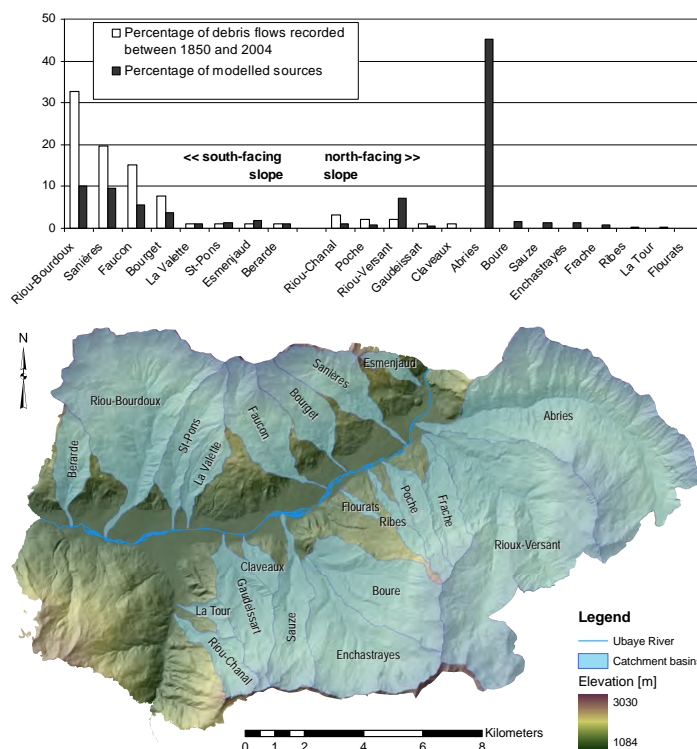 50
40
30
20
10
0
Percentage of debris flows recorded
between 1850 and 2004
Percentage of modelled sources
<< south-facing
slope
north-facing >>
slope
Riou-Bourdoux
Sanières
Faucon
Bourget
La Valette
St-Pons
Esmenjaud
Berarde
Riou-Chanal
Poche
Riou-Versant
Gaudeissart
Claveaux
Abries
Boure
Sauze
Enchastrayes
Frache
Ribes
La Tour
Flourats
N
Riou-Bourdoux
Berarde
St-Pons
La Valette
Faucon
Bourget
Sanières
Esmenjaud
Abries
Flourats
Ribes
Poche
Frache
Rioux-Versant
Claveaux
La Tour
Gaudeissart
Riou-Chanal
Sauze
Boure
Enchastrayes
Legend
Ubaye River
Catchment basins
Elevation [m]
3030
1084
Kilometers
0 1 2 4 6 8